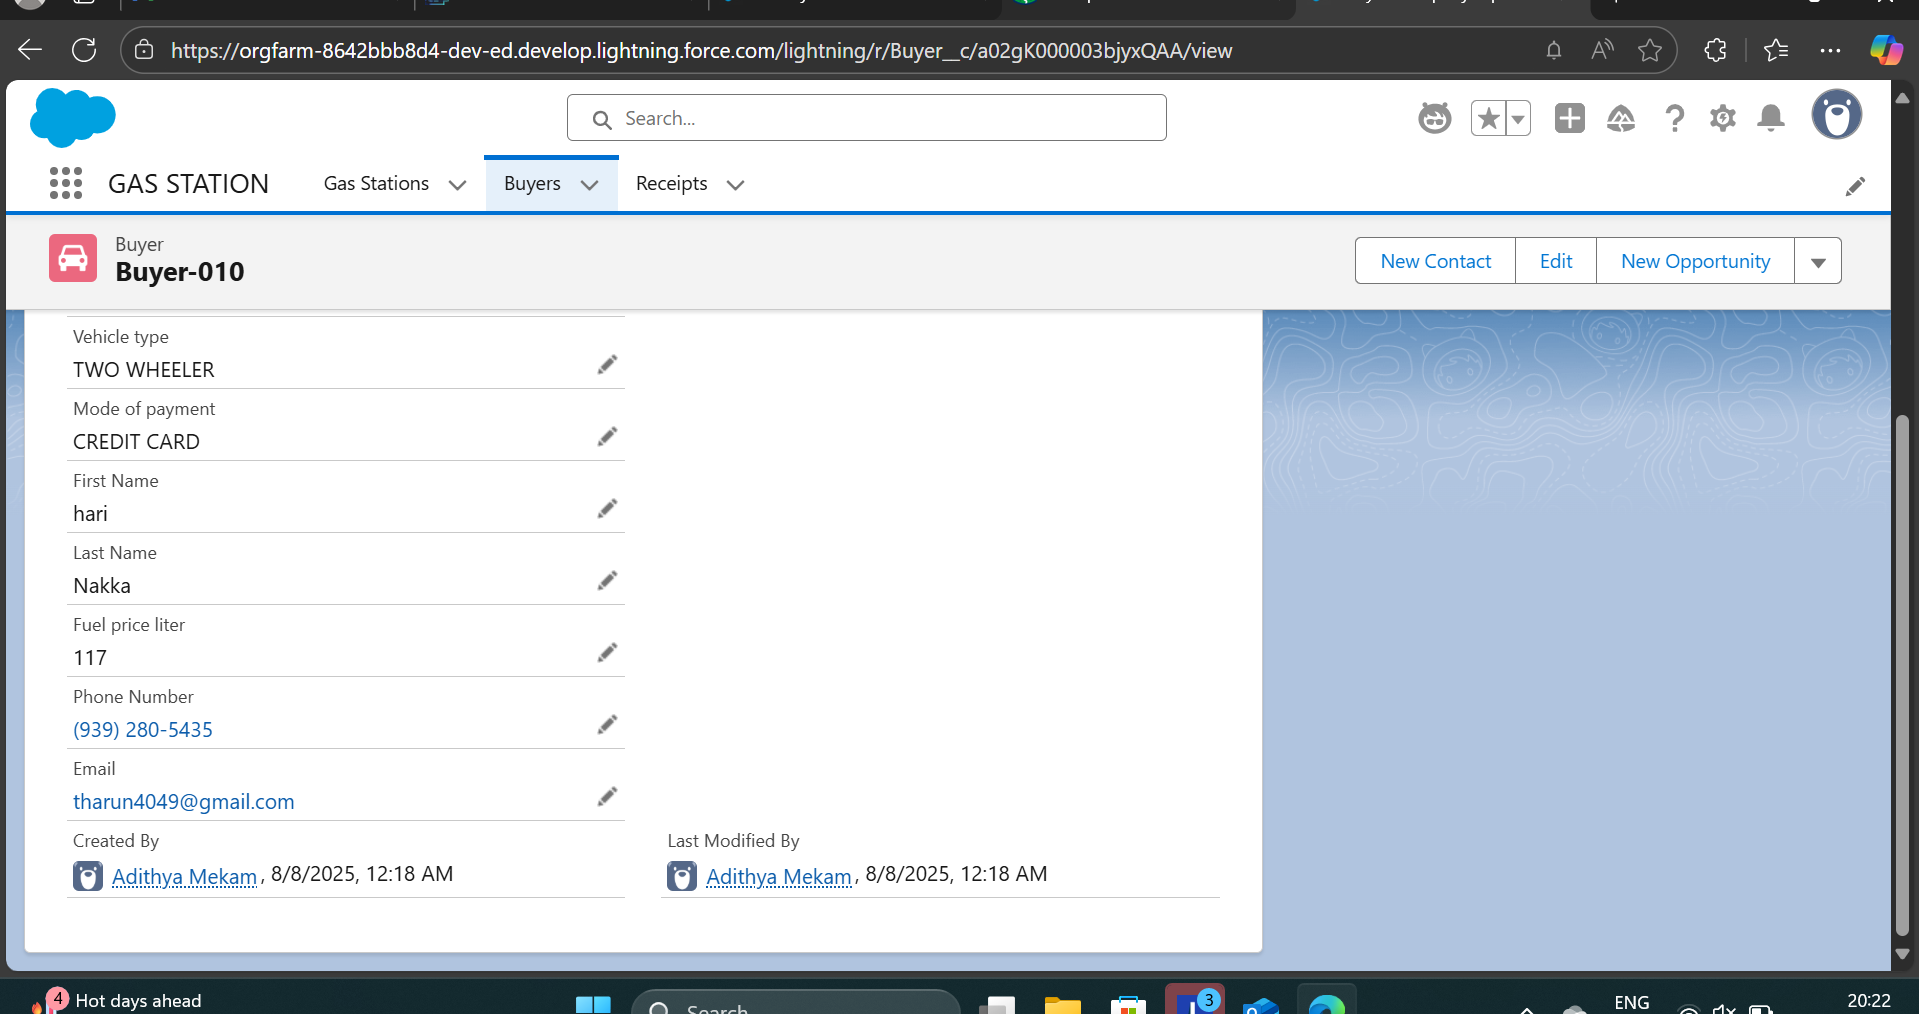 https://orgfarm-8642bbb8d4-dev-ed.develop.lightning.force.com/lightning/r/Buyer__c/a02gK000003bjyxQAA/view
Search...
GAS STATION
Gas Stations
Buyers
Receipts
Buyer
Buyer-010
New Contact
Edit
New Opportunity
Vehicle type
TWO WHEELER
Mode of payment
CREDIT CARD
First Name
hari
Last Name
Nakka
Fuel price liter
117
Phone Number
(939) 280-5435
Email
tharun4049@gmail.com
Created By
Adithya Mekam, 8/8/2025, 12:18 AM
Last Modified By
Adithya Mekam, 8/8/2025, 12:18 AM
4
Hot days ahead
Search
3
ENG
20:22